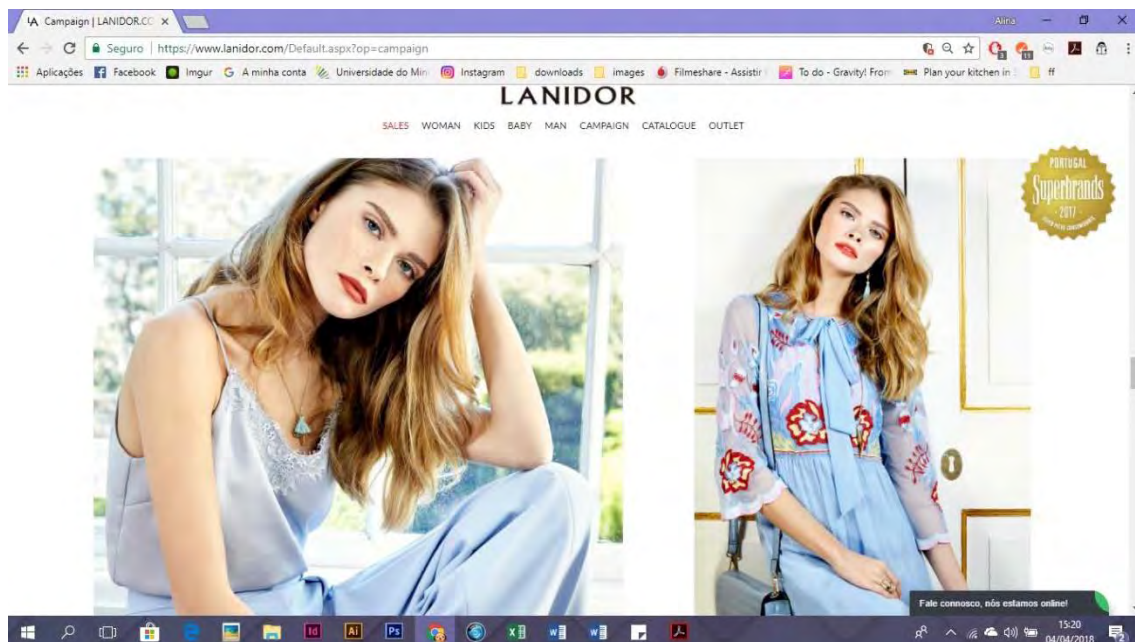 Campaign | LANIDOR.CO
Alina
Seguro | https://www.lanidor.com/Default.aspx?op=campaign
Aplicações Facebook Imgur A minha conta Universidade do Min Instagram downloads images Filmeshare - Assistir To do - Gravity! From Plan your kitchen in ff
LANIDOR
SALES WOMAN KIDS BABY MAN CAMPAIGN CATALOGUE OUTLET
PORTUGAL
Superbrands
2017
Fale connosco, nós estamos online!
Id Ai Ps
15:20
04/04/2018